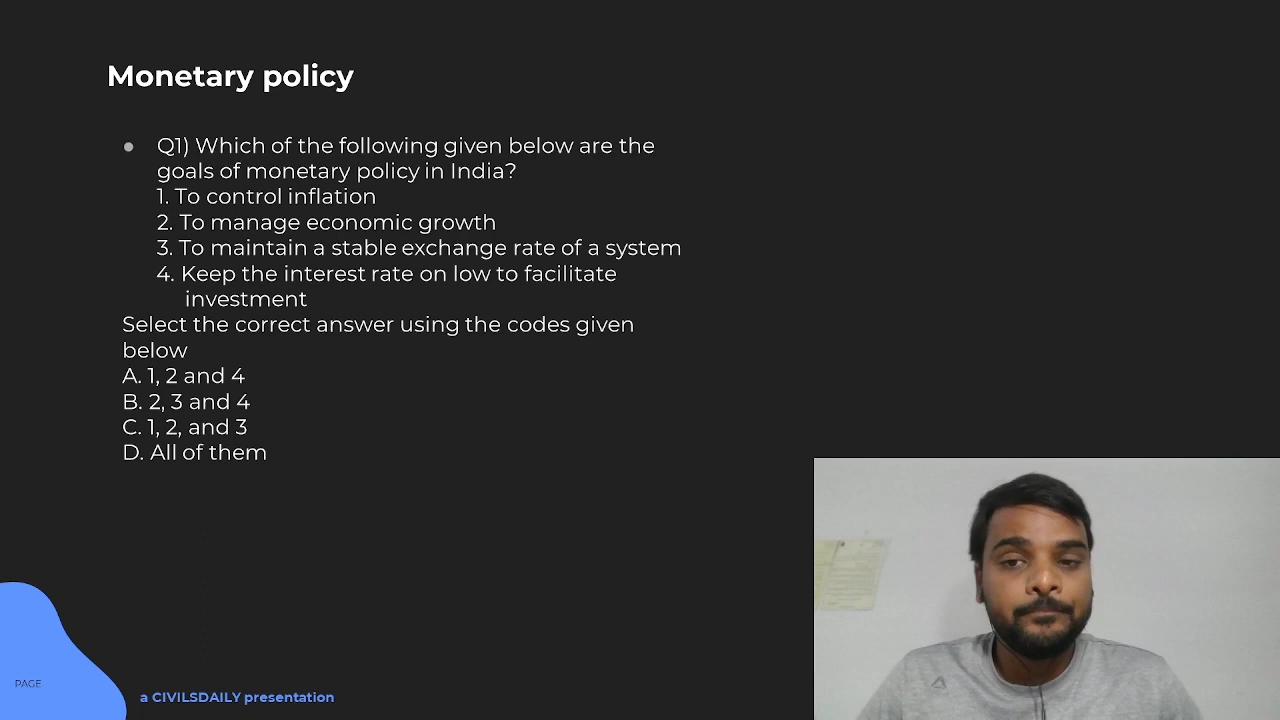 Monetary policy
Q1) Which of the following given below are the
goals of monetary policy in India?
1. To control inflation
2. To manage economic growth
3. To maintain a stable exchange rate of a system
4. Keep the interest rate on low to facilitate
investment
Select the correct answer using the codes given
below
A. 1, 2 and 4
B. 2, 3 and 4
C. 1, 2, and 3
D. All of them
PAGE
a CIVILSDAILY presentation